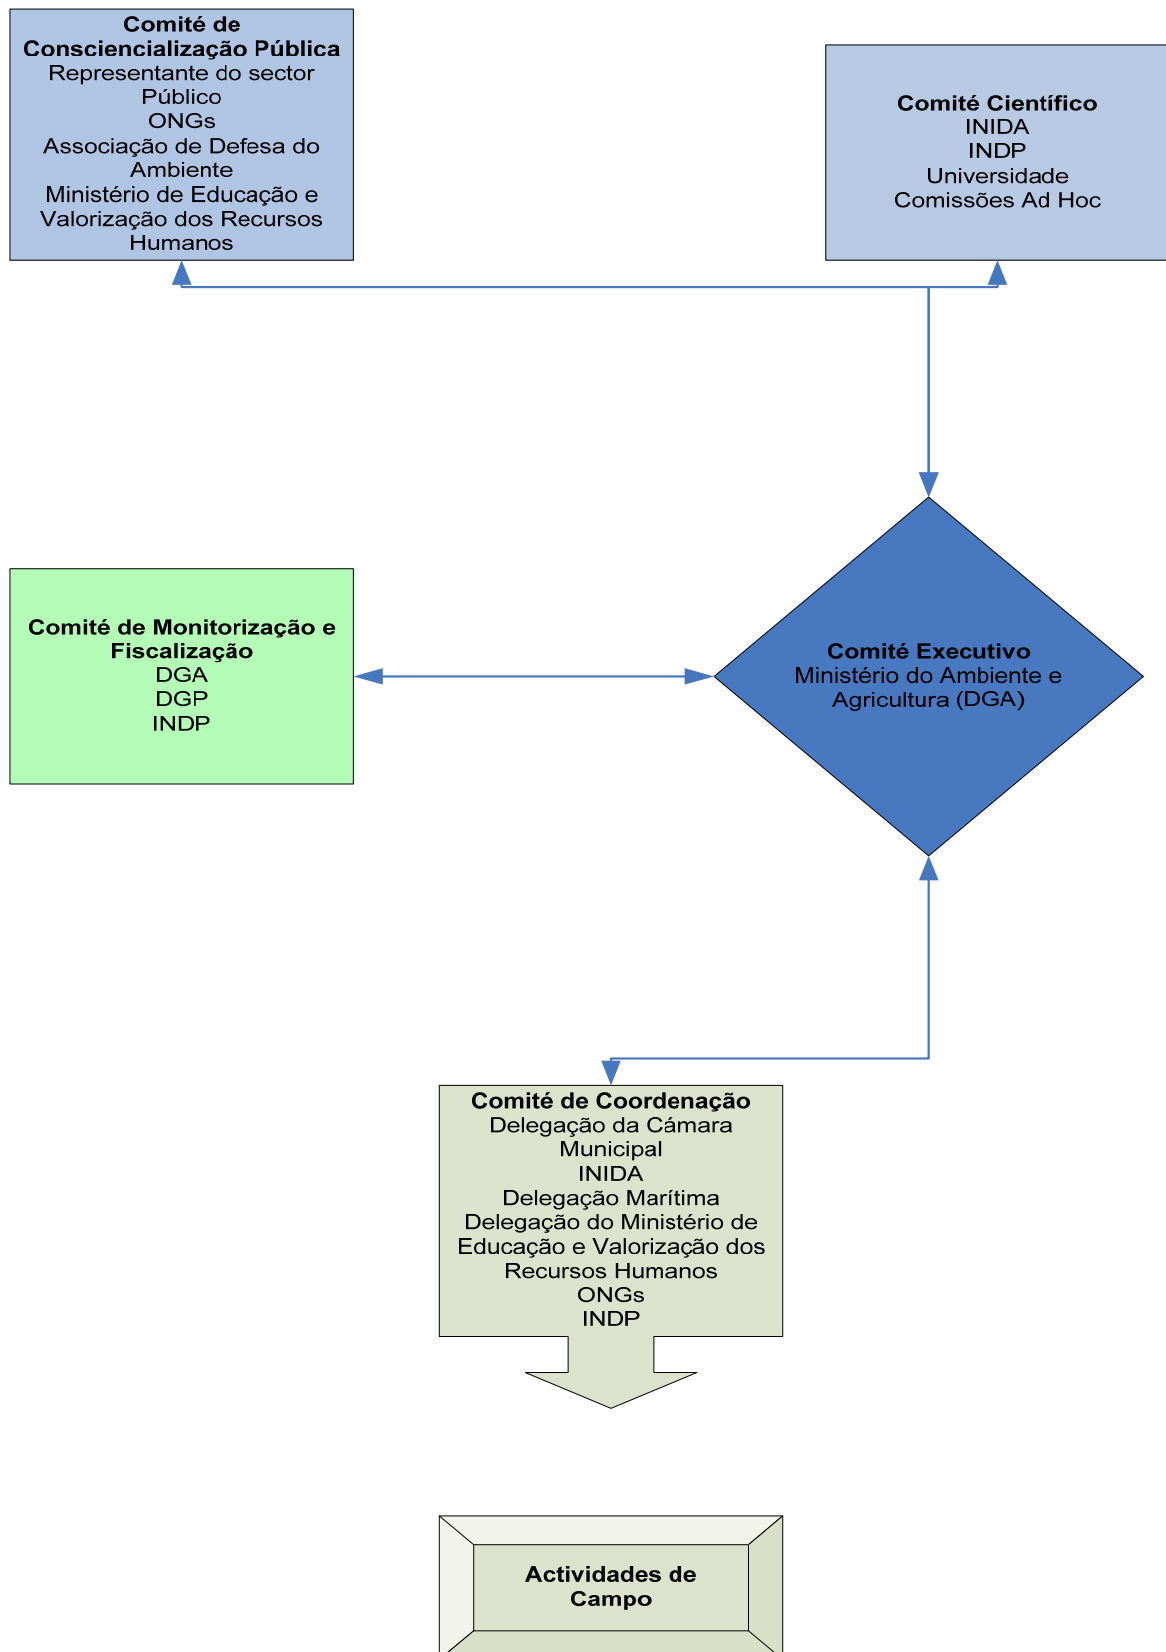 Comité de
Consciencialização Pública
Representante do sector
Público
ONGs
Associação de Defesa do
Ambiente
Ministério de Educação e
Valorização dos Recursos
Humanos
Comité Científico
INIDA
INDP
Universidade
Comissões Ad Hoc
Comité de Monitorização e
Fiscalização
DGA
DGP
INDP
Comité Executivo
Ministério do Ambiente e
Agricultura (DGA)
Comité de Coordenação
Delegação da Cámara
Municipal
INIDA
Delegação Marítima
Delegação do Ministério de
Educação e Valorização dos
Recursos Humanos
ONGs
INDP
Actividades de
Campo